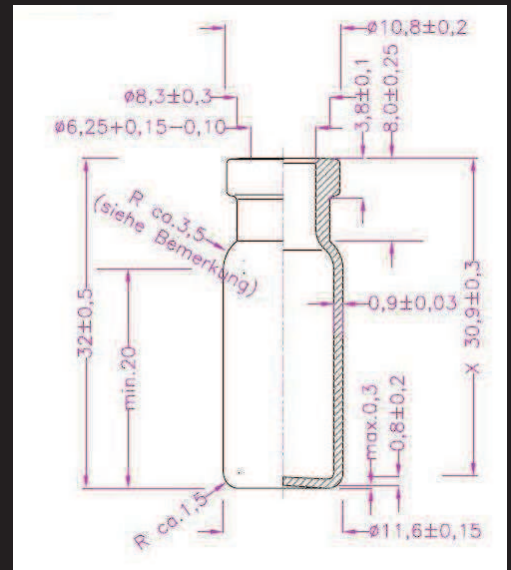 ø10,8±0,2
ø8,3±0,3
ø6,25+0,15-0,10
3,8±0,1
8,0±0,25
R ca.3,5
(siehe Bemerkung)
32±0,5
min.20
0,9±0,03
X 30,9±0,3
max.0,3
0,8±0,2
R ca.1,5
ø11,6±0,15